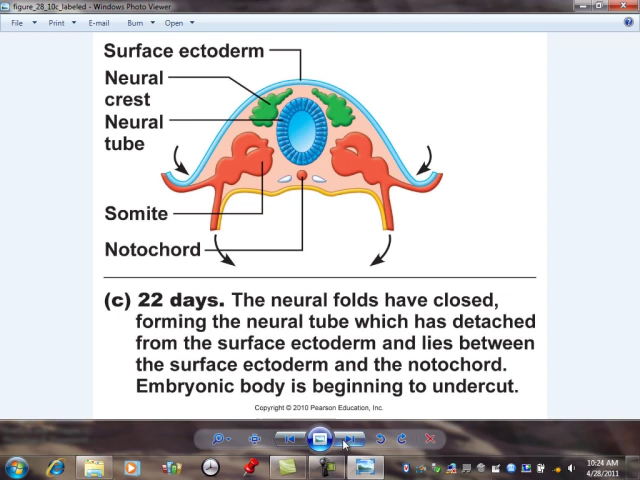 figure_28_10c_labeled - Windows Photo Viewer
File Print E-mail Burn Open
Surface ectoderm
Neural
crest
Neural
tube
Somite
Notochord
(c) 22 days. The neural folds have closed,
forming the neural tube which has detached
from the surface ectoderm and lies between
the surface ectoderm and the notochord.
Embryonic body is beginning to undercut.
Copyright © 2010 Pearson Education, Inc.
10:24 AM
4/28/2011